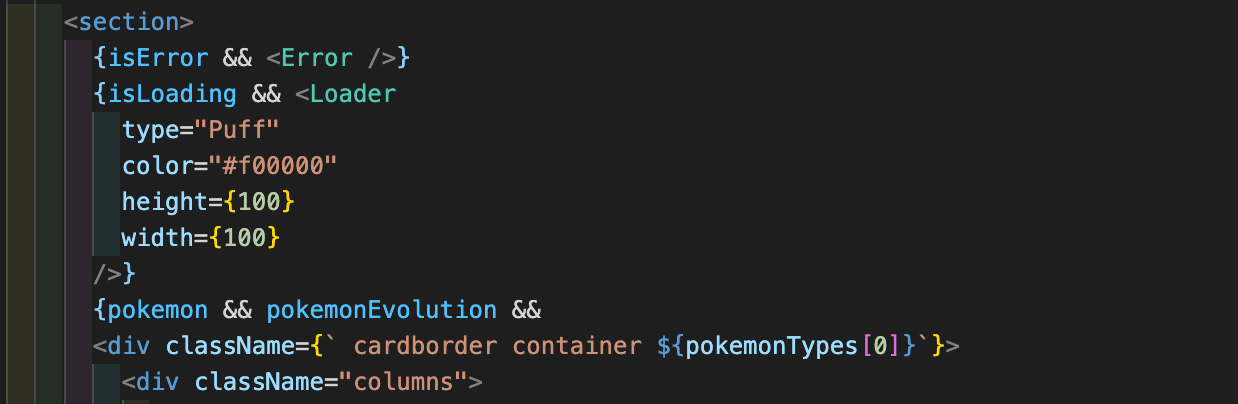 <section>
{isError && <Error />}
{isLoading && <Loader
type="Puff"
color="#f00000"
height={100}
width={100}
/>}
{pokemon && pokemonEvolution &&
<div className={` cardborder container ${pokemonTypes[0]}`}>
<div className="columns">